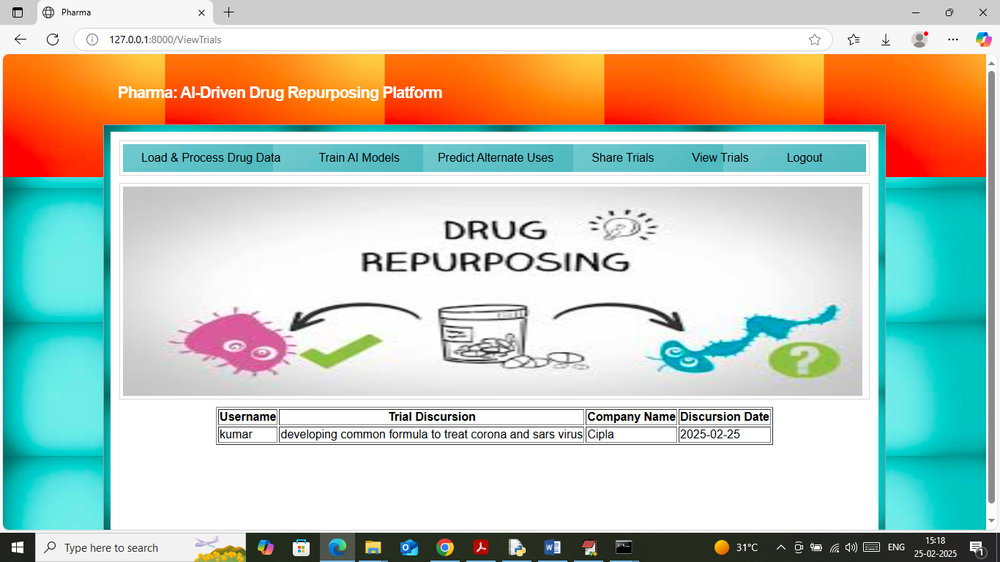 Pharma
127.0.0.1:8000/ViewTrials
Pharma: AI-Driven Drug Repurposing Platform
Load & Process Drug Data Train AI Models Predict Alternate Uses Share Trials View Trials Logout
DRUG
REPURPOSING
?
Username Trial Discursion Company Name Discursion Date
kumar developing common formula to treat corona and sars virus Cipla 2025-02-25
Type here to search
31°C
ENG
15:18
25-02-2025
1